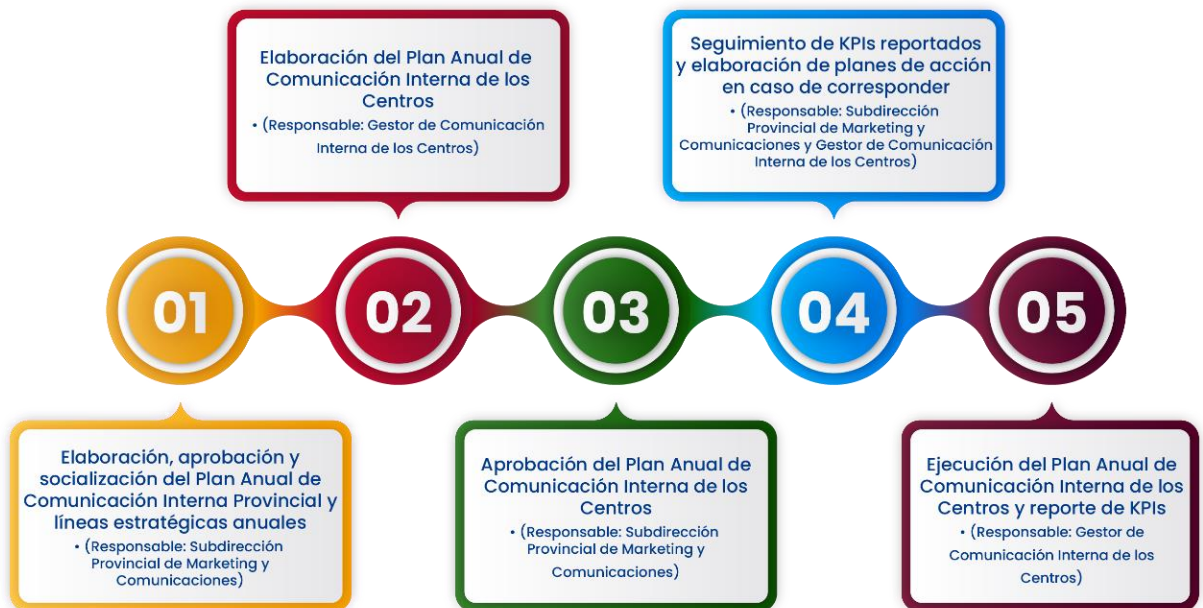 Elaboración del Plan Anual de
Comunicación Interna de los
Centros
• (Responsable: Gestor de Comunicación
Interna de los Centros)
Seguimiento de KPIs reportados
y elaboración de planes de acción
en caso de corresponder
• (Responsable: Subdirección
Provincial de Marketing y
Comunicaciones y Gestor de Comunicación
Interna de los Centros)
01
02
03
04
05
Elaboración, aprobación y
socialización del Plan Anual de
Comunicación Interna Provincial y
líneas estratégicas anuales
• (Responsable: Subdirección
Provincial de Marketing y
Comunicaciones)
Aprobación del Plan Anual de
Comunicación Interna de los
Centros
• (Responsable: Subdirección
Provincial de Marketing y
Comunicaciones)
Ejecución del Plan Anual de
Comunicación Interna de los
Centros y reporte de KPIs
• (Responsable: Gestor de
Comunicación Interna de los
Centros)